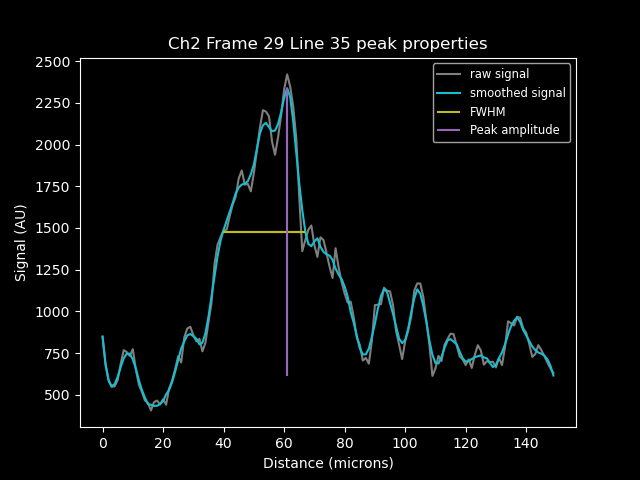 Ch2 Frame 29 Line 35 peak properties
raw signal
smoothed signal
FWHM
Peak amplitude
Signal (AU)
2500
2250
2000
1750
1500
1250
1000
750
500
0 20 40 60 80 100 120 140
Distance (microns)